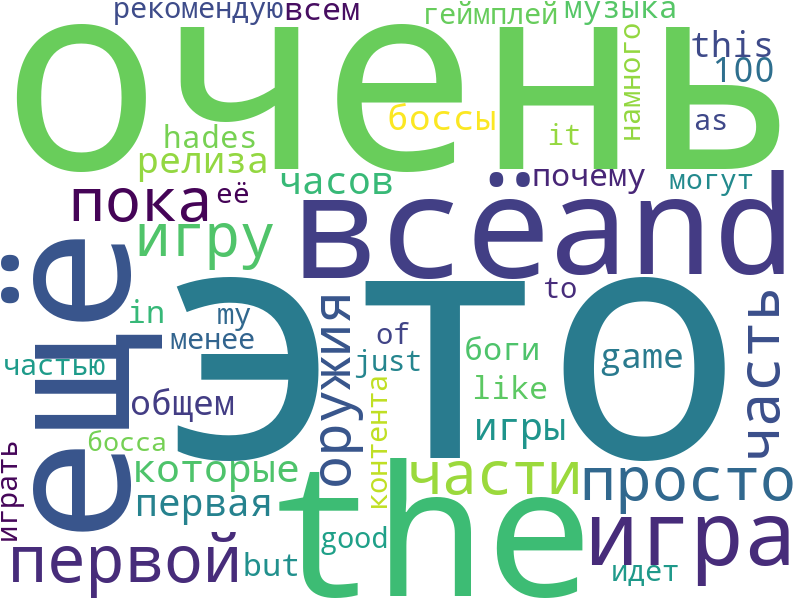 рекомендую
всем
геймплей
музыка
очень
намного
this
100
as
hades
боссы
it
релиза
часов
её
почему
могут
пока
всё
and
игру
ещё
это
to
in
my
оружия
of
часть
менее
частью
just
боги
game
общем
like
контента
игры
босса
играть
которые
части
просто
первая
the
игра
первой
but
good
идет